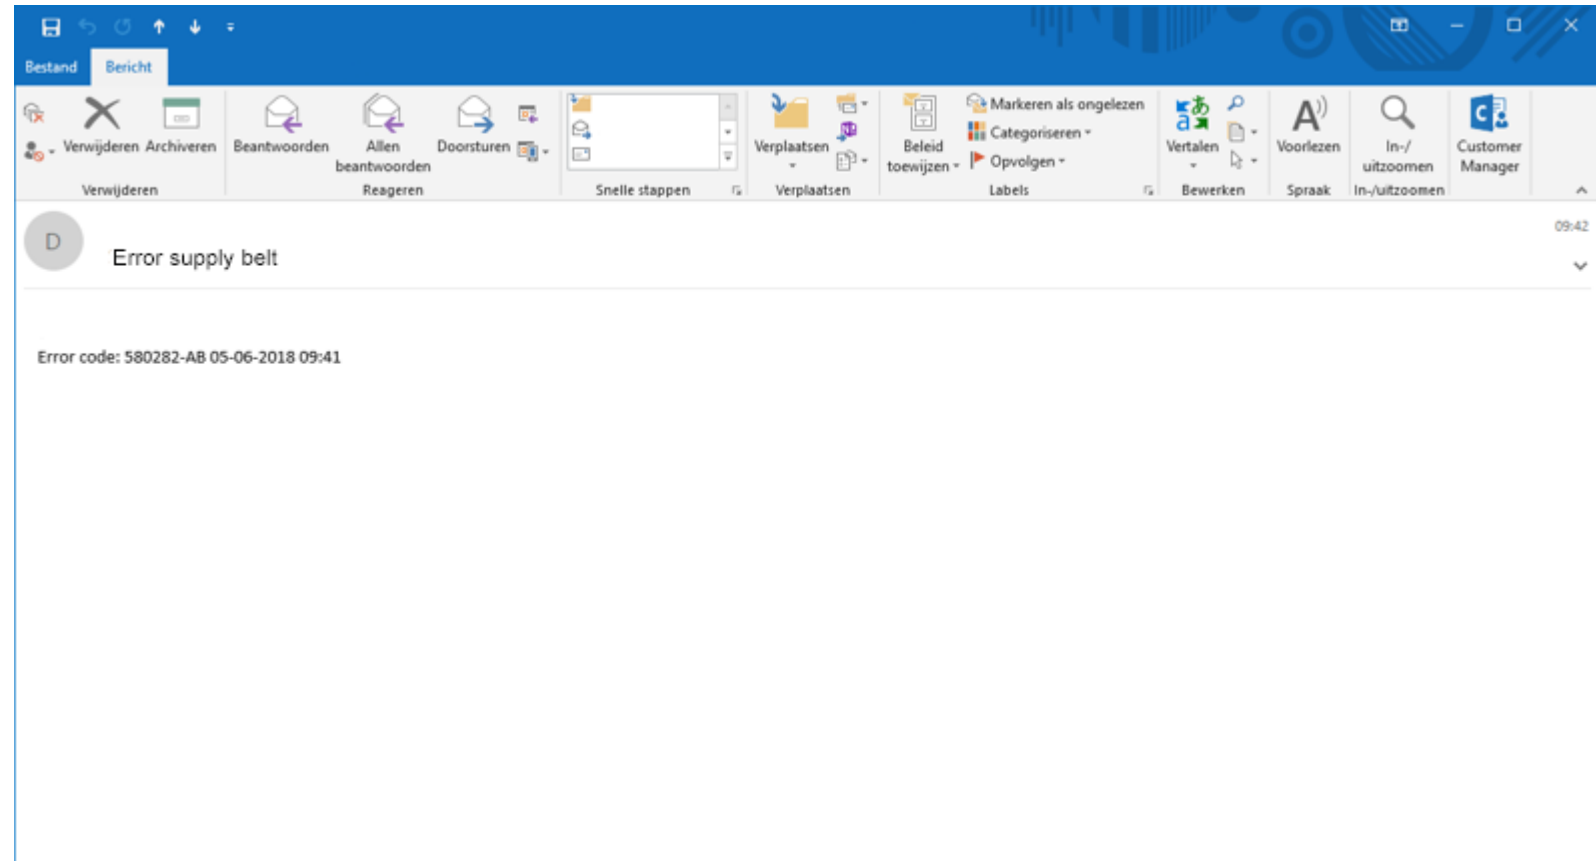 Bestand Bericht
Verwijderen Archiveren Beantwoorden Allen beantwoorden Doorsturen Verplaatsen Beleid toewijzen Markeren als ongelezen
Categoriseren
Opvolgen
Vertalen Voorlezen In-/uitzoomen Customer Manager
Verwijderen Reageren Snelle stappen Verplaatsen Labels Bewerken Spraak In-/uitzoomen
D
09:42
Error supply belt
Error code: 580282-AB 05-06-2018 09:41